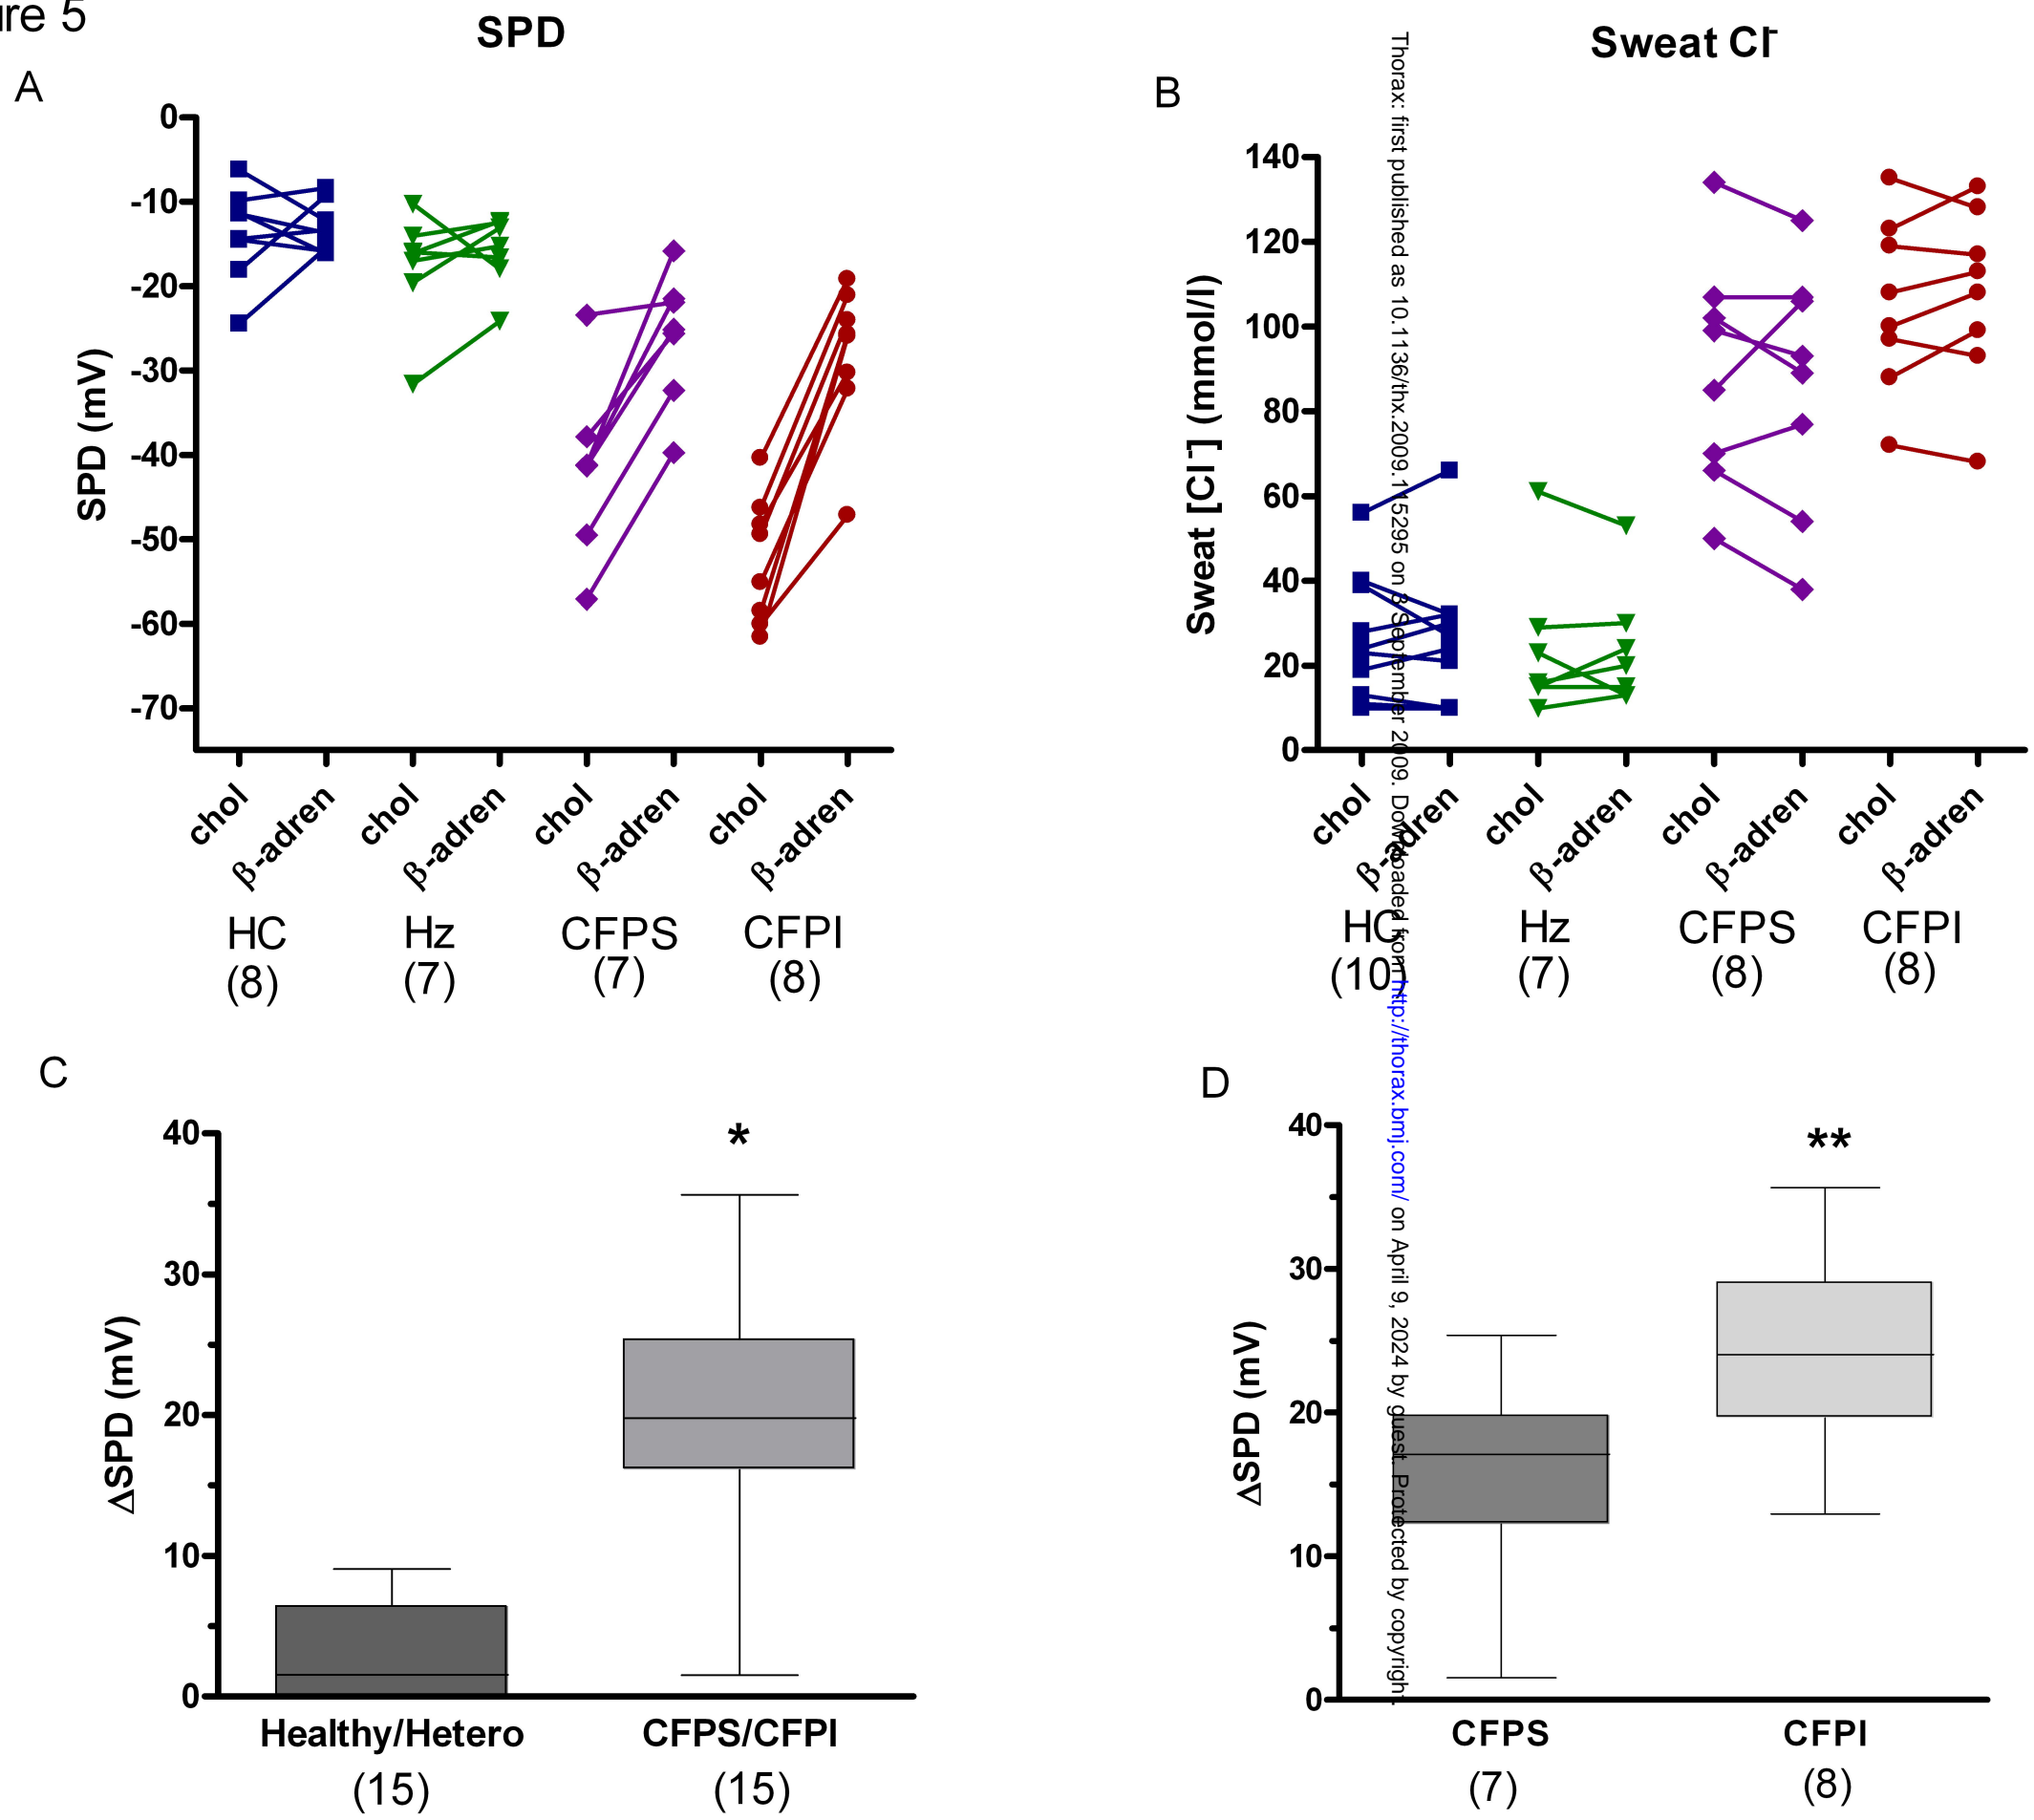 ure 5
SPD
Sweat Cl-
A
B
0
-10
-20
-30
-40
-50
-60
-70
SPD (mV)
chol
β-adren
chol
β-adren
chol
β-adren
chol
β-adren
HC
Hz
CFPS
CFPI
(8)
(7)
(7)
(8)
140
120
100
80
60
40
20
0
Sweat [Cl-] (mmol/l)
chol
β-adren
chol
β-adren
chol
β-adren
chol
β-adren
HC
Hz
CFPS
CFPI
(10)
(7)
(8)
(8)
Thorax: first published as 10.1136/thx.2009.115295 on 8 September 2009. Downloaded from http://thorax.bmj.com/ on April 9, 2024 by guest. Protected by copyright.
C
40
30
20
10
0
ΔSPD (mV)
*
Healthy/Hetero
CFPS/CFPI
(15)
(15)
D
40
30
20
10
0
ΔSPD (mV)
**
CFPS
CFPI
(7)
(8)